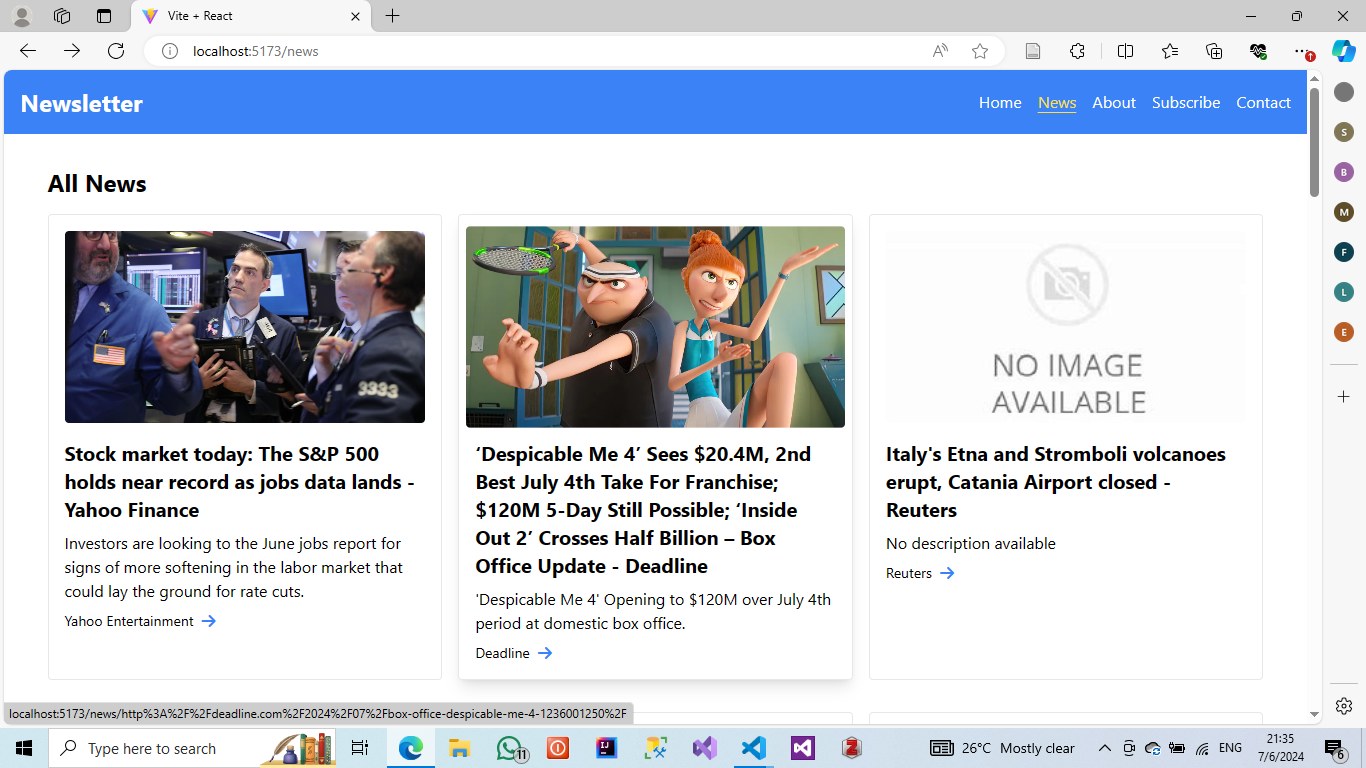 Vite + React
localhost:5173/news
Newsletter
Home News About Subscribe Contact
All News
3333
NO IMAGE
AVAILABLE
Stock market today: The S&P 500
holds near record as jobs data lands -
Yahoo Finance
Investors are looking to the June jobs report for
signs of more softening in the labor market that
could lay the ground for rate cuts.
Yahoo Entertainment
‘Despicable Me 4’ Sees $20.4M, 2nd
Best July 4th Take For Franchise;
$120M 5-Day Still Possible; ‘Inside
Out 2’ Crosses Half Billion – Box
Office Update - Deadline
'Despicable Me 4' Opening to $120M over July 4th
period at domestic box office.
Deadline
Italy's Etna and Stromboli volcanoes
erupt, Catania Airport closed -
Reuters
No description available
Reuters
S
B
M
F
L
E
localhost:5173/news/http%3A%2F%2Fdeadline.com%2F2024%2F07%2Fbox-office-despicable-me-4-1236001250%2F
Type here to search
11
26°C Mostly clear
ENG
21:35
7/6/2024
6